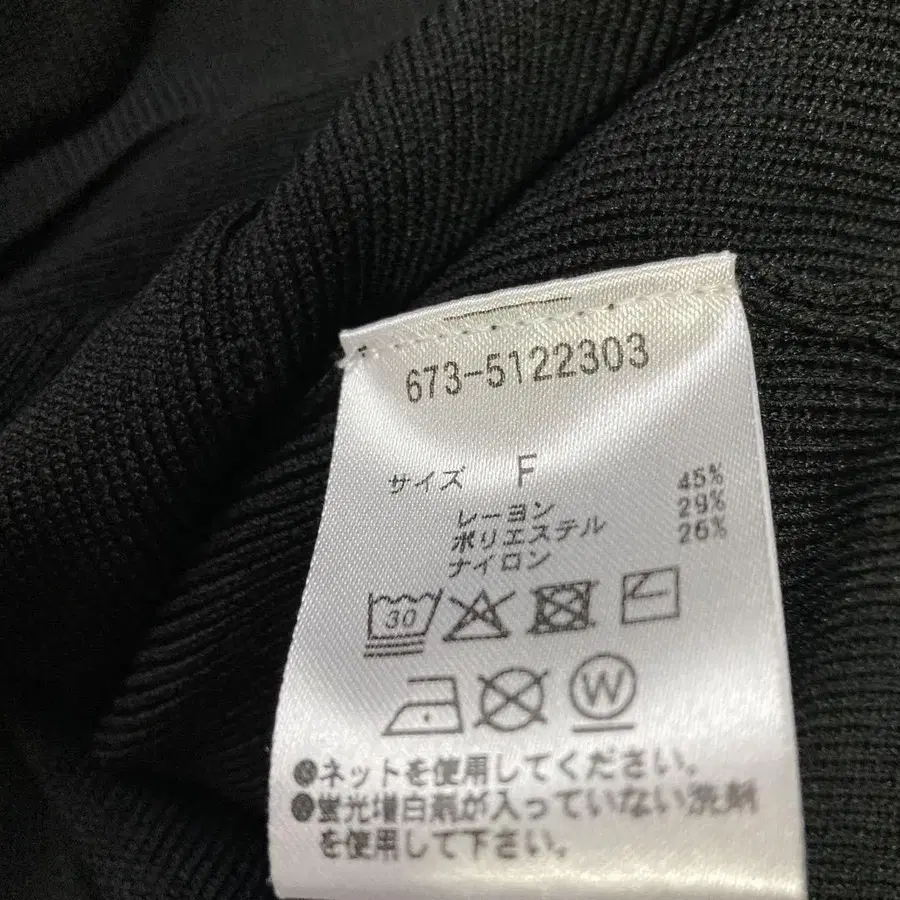 673-5122303
サイズ F
レーヨン 45%
ポリエステル 29%
ナイロン 26%
30
W
ネットを使用してください。
蛍光増白剤が入っていない洗剤
を使用して下さい。